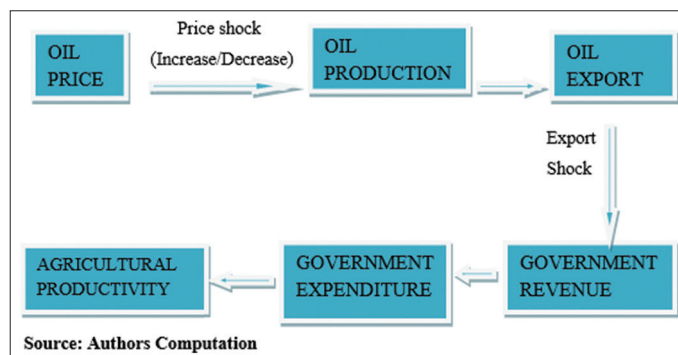 OIL
PRICE
Price shock
(Increase/Decrease)
OIL
PRODUCTION
OIL
EXPORT
Export
Shock
AGRICULTURAL
PRODUCTIVITY
GOVERNMENT
EXPENDITURE
GOVERNMENT
REVENUE
Source: Authors Computation